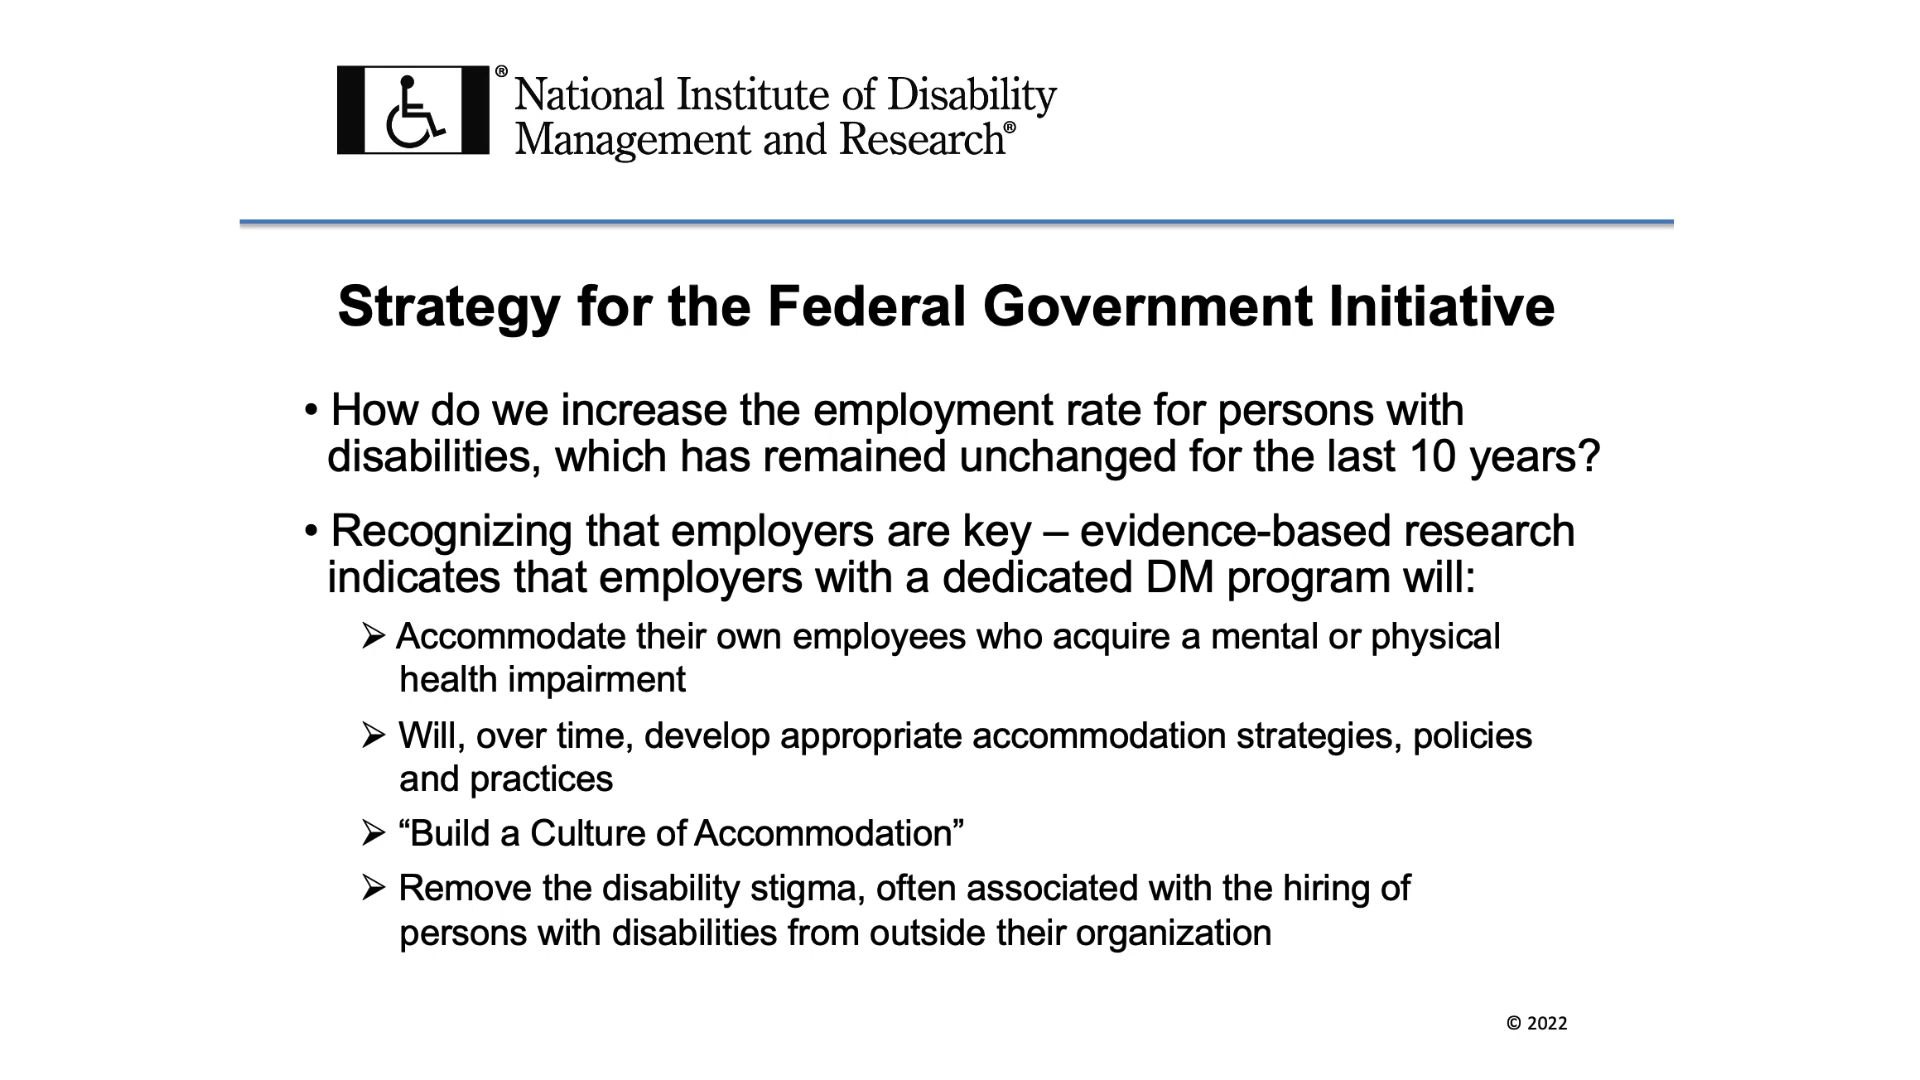 ® National Institute of Disability
Management and Research®
Strategy for the Federal Government Initiative
• How do we increase the employment rate for persons with
disabilities, which has remained unchanged for the last 10 years?
• Recognizing that employers are key – evidence-based research
indicates that employers with a dedicated DM program will:
➢ Accommodate their own employees who acquire a mental or physical
health impairment
➢ Will, over time, develop appropriate accommodation strategies, policies
and practices
➢ “Build a Culture of Accommodation”
➢ Remove the disability stigma, often associated with the hiring of
persons with disabilities from outside their organization
© 2022